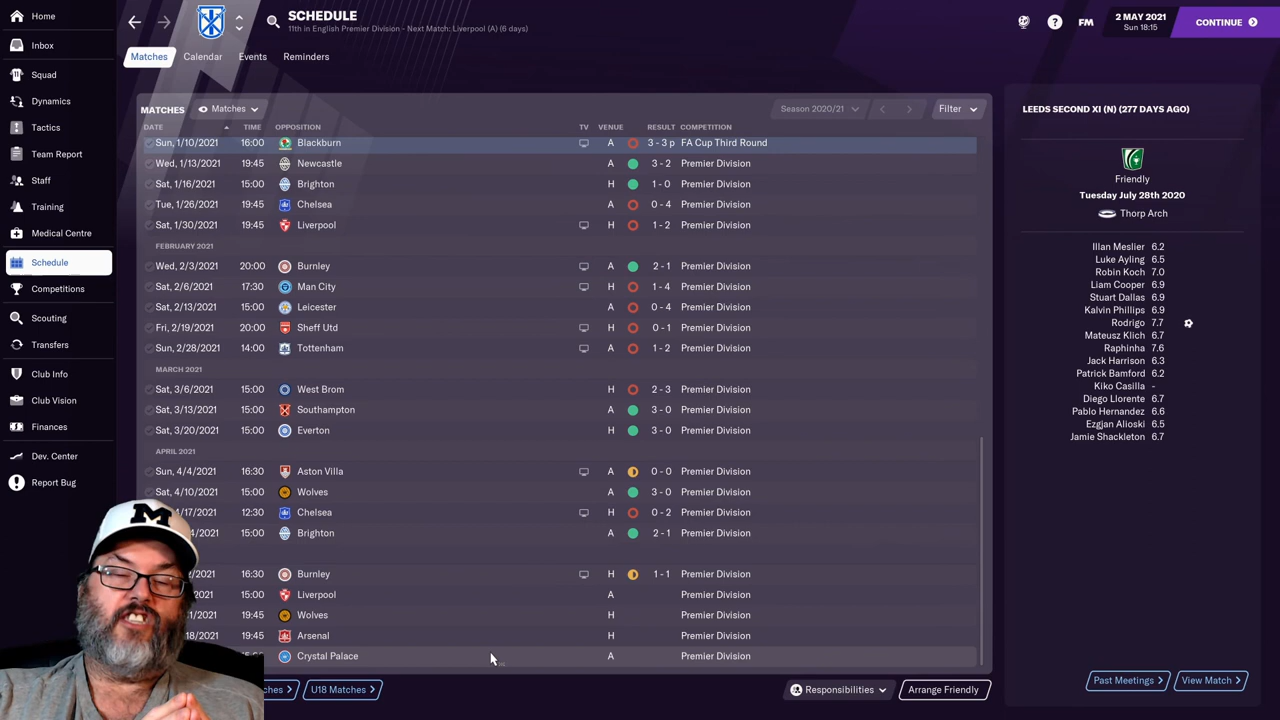 Home
Inbox
Squad
Dynamics
Tactics
Team Report
Staff
Training
Medical Centre
Schedule
Competitions
Scouting
Transfers
Club Info
Club Vision
Finances
Dev. Center
Report Bug
SCHEDULE
11th in English Premier Division - Next Match: Liverpool (A) (6 days)
FM
2 MAY 2021
Sun 18:15
CONTINUE
Matches Calendar Events Reminders
MATCHES Matches Season 2020/21 Filter
DATE TIME OPPOSITION TV VENUE RESULT COMPETITION
Sun, 1/10/2021 16:00 Blackburn A 3 - 3 p FA Cup Third Round
Wed, 1/13/2021 19:45 Newcastle A 3 - 2 Premier Division
Sat, 1/16/2021 15:00 Brighton H 1 - 0 Premier Division
Tue, 1/26/2021 19:45 Chelsea A 0 - 4 Premier Division
Sat, 1/30/2021 19:45 Liverpool H 1 - 2 Premier Division
FEBRUARY 2021
Wed, 2/3/2021 20:00 Burnley A 2 - 1 Premier Division
Sat, 2/6/2021 17:30 Man City H 1 - 4 Premier Division
Sat, 2/13/2021 15:00 Leicester A 0 - 4 Premier Division
Fri, 2/19/2021 20:00 Sheff Utd H 0 - 1 Premier Division
Sun, 2/28/2021 14:00 Tottenham A 1 - 2 Premier Division
MARCH 2021
Sat, 3/6/2021 15:00 West Brom H 2 - 3 Premier Division
Sat, 3/13/2021 15:00 Southampton A 3 - 0 Premier Division
Sat, 3/20/2021 15:00 Everton H 3 - 0 Premier Division
APRIL 2021
Sun, 4/4/2021 16:30 Aston Villa A 0 - 0 Premier Division
Sat, 4/10/2021 15:00 Wolves A 3 - 0 Premier Division
4/17/2021 12:30 Chelsea H 0 - 2 Premier Division
4/2021 15:00 Brighton A 2 - 1 Premier Division
2/2021 16:30 Burnley H 1 - 1 Premier Division
2021 15:00 Liverpool A Premier Division
1/2021 19:45 Wolves H Premier Division
18/2021 19:45 Arsenal H Premier Division
Crystal Palace A Premier Division
U18 Matches
Responsibilities
Arrange Friendly
LEEDS SECOND XI (N) (277 DAYS AGO)
Friendly
Tuesday July 28th 2020
Thorp Arch
Illan Meslier 6.2
Luke Ayling 6.5
Robin Koch 7.0
Liam Cooper 6.9
Stuart Dallas 6.9
Kalvin Phillips 6.9
Rodrigo 7.7
Mateusz Klich 6.7
Raphinha 7.6
Jack Harrison 6.3
Patrick Bamford 6.2
Kiko Casilla -
Diego Llorente 6.7
Pablo Hernandez 6.6
Ezgjan Alioski 6.5
Jamie Shackleton 6.7
Past Meetings
View Match
M